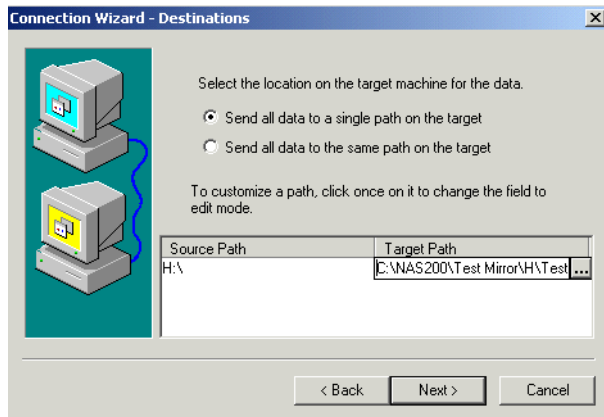 Connection Wizard - Destinations
Select the location on the target machine for the data.
Send all data to a single path on the target
Send all data to the same path on the target
To customize a path, click once on it to change the field to
edit mode.
Source Path Target Path
H:\ C:\NAS200\Test Mirror\H\Test ...
< Back Next > Cancel